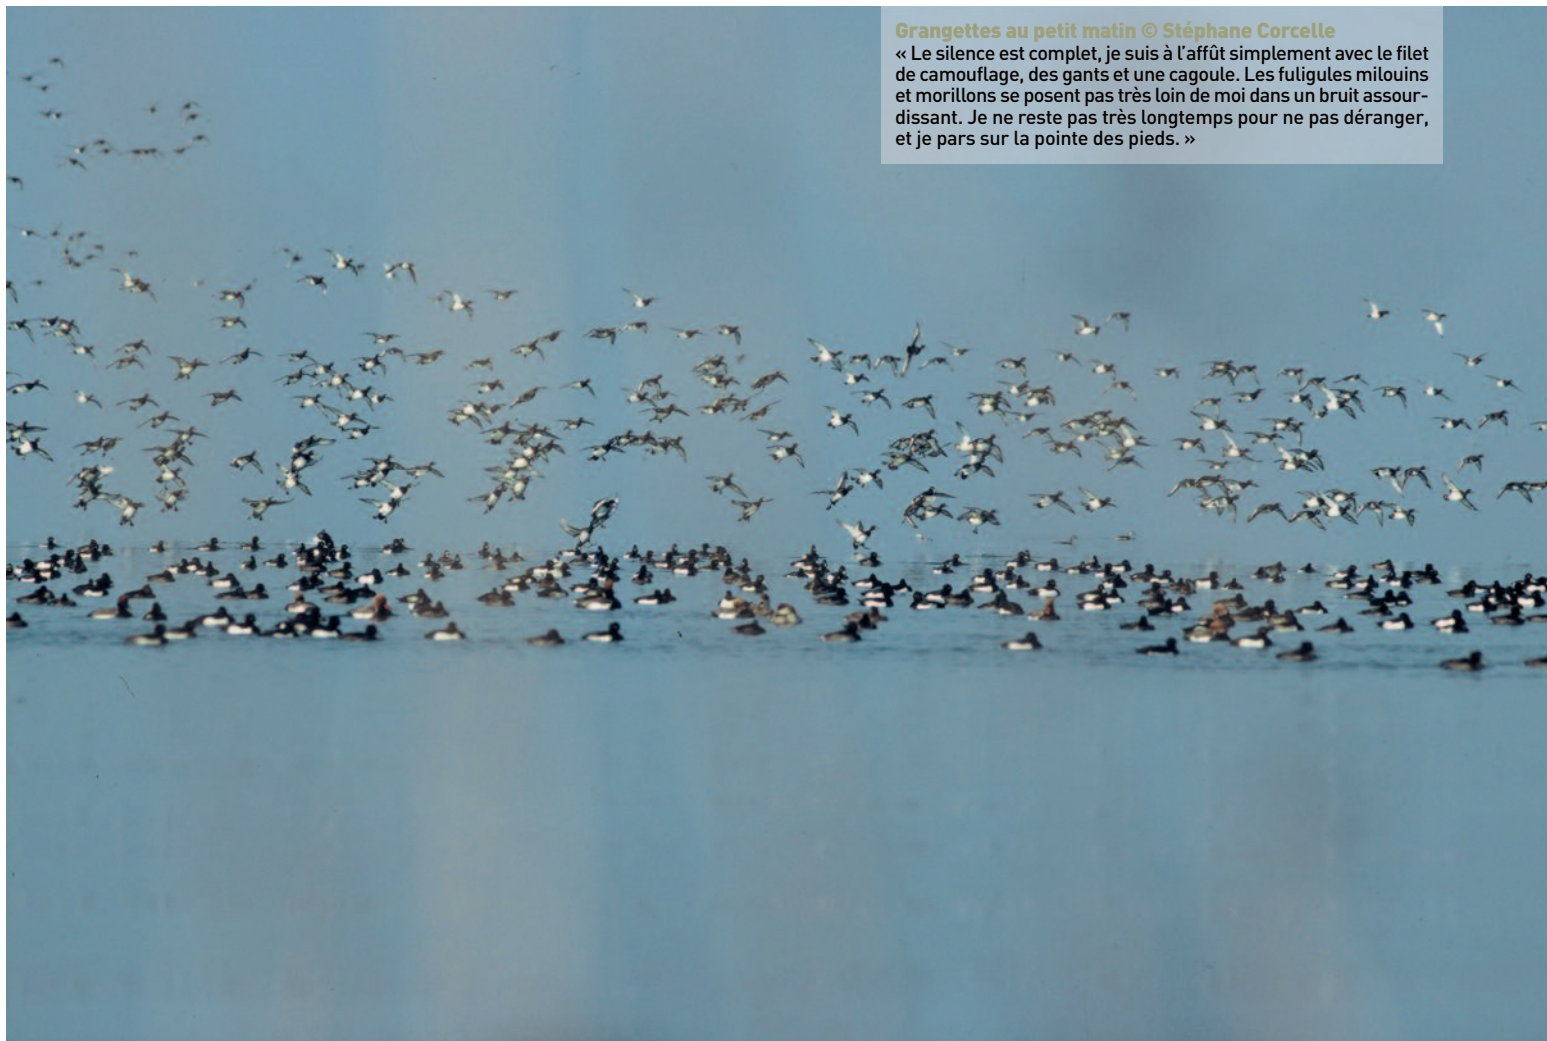 Grangettes au petit matin © Stéphane Corcelle
« Le silence est complet, je suis à l’affût simplement avec le filet
de camouflage, des gants et une cagoule. Les fuligules milouins
et morillons se posent pas très loin de moi dans un bruit assour-
dissant. Je ne reste pas très longtemps pour ne pas déranger,
et je pars sur la pointe des pieds. »